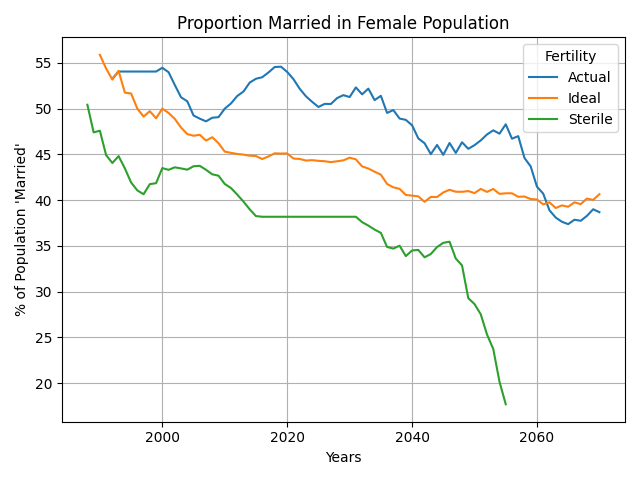 Proportion Married in Female Population
% of Population 'Married'
55
50
45
40
35
30
25
20
Fertility
Actual
Ideal
Sterile
2000
2020
2040
2060
Years